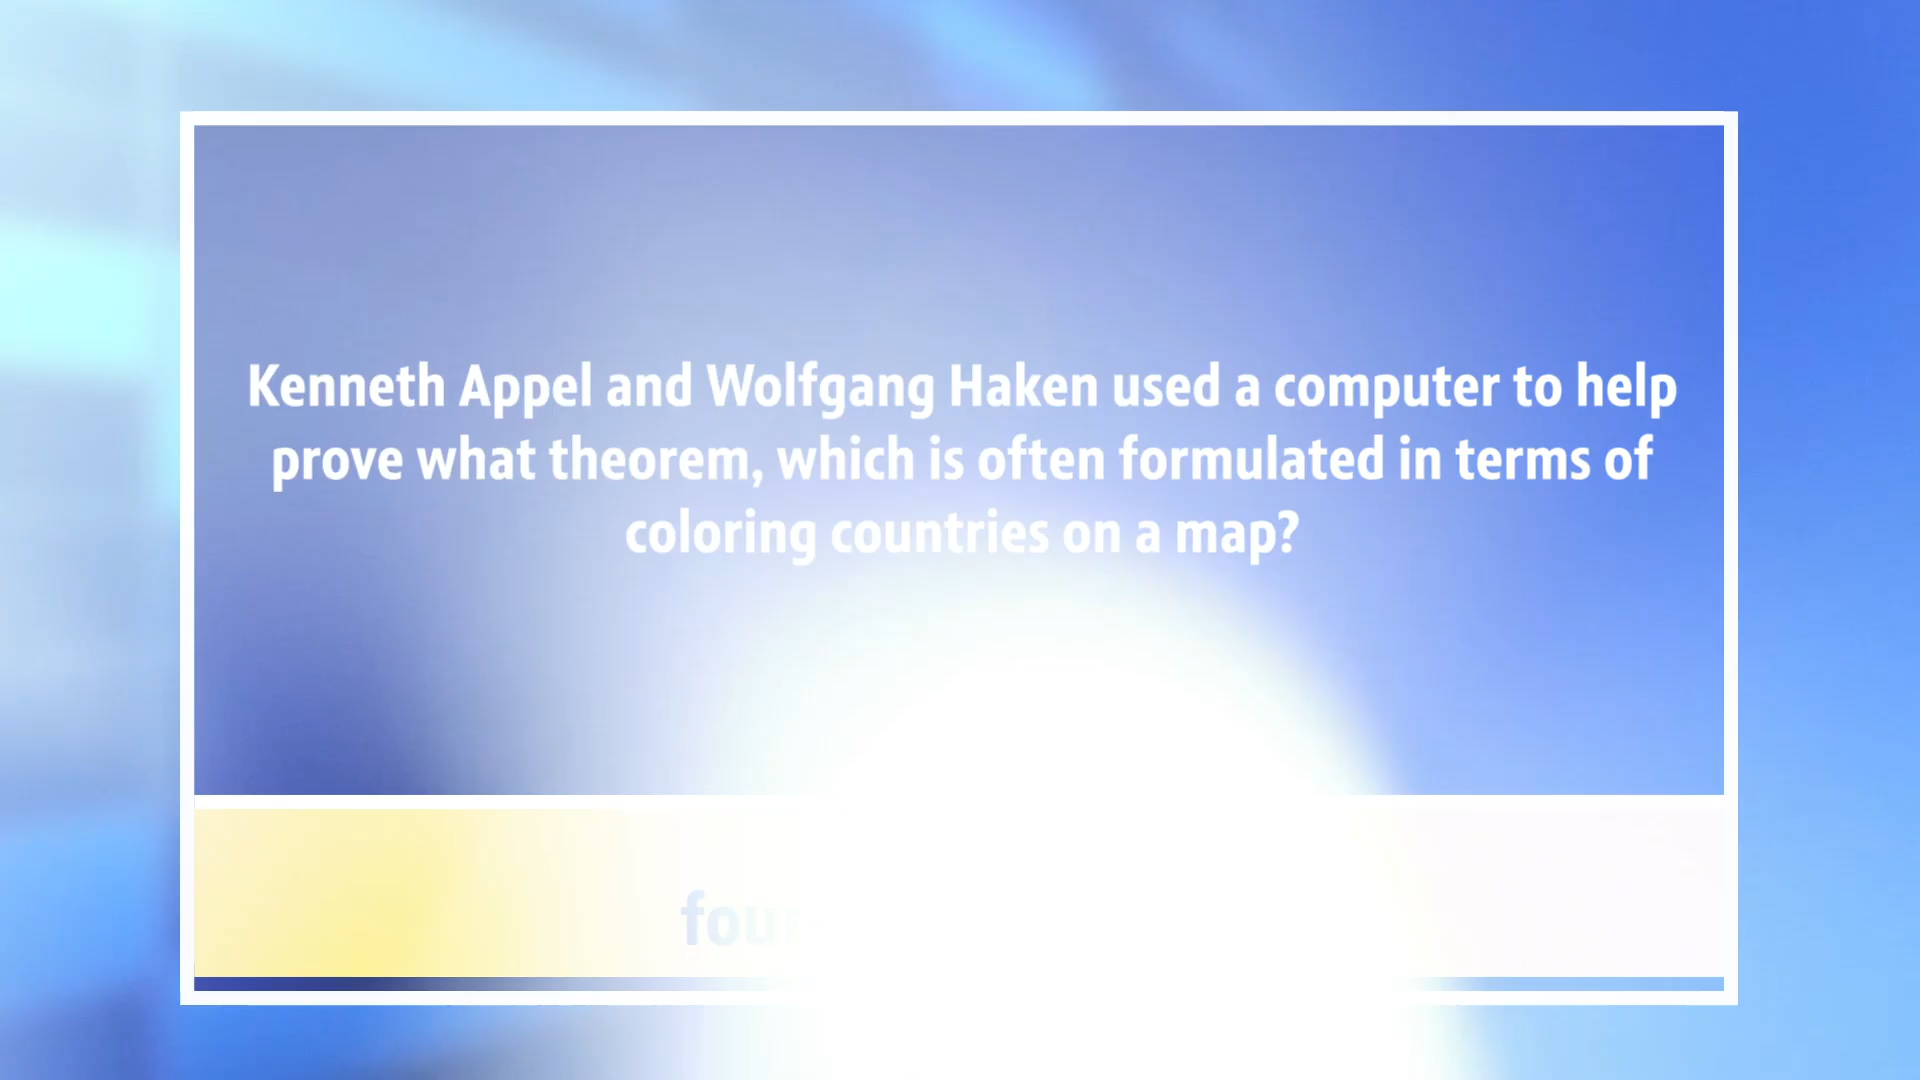 Kenneth Appel and Wolfgang Haken used a computer to help
prove what theorem, which is often formulated in terms of
coloring countries on a map?
four